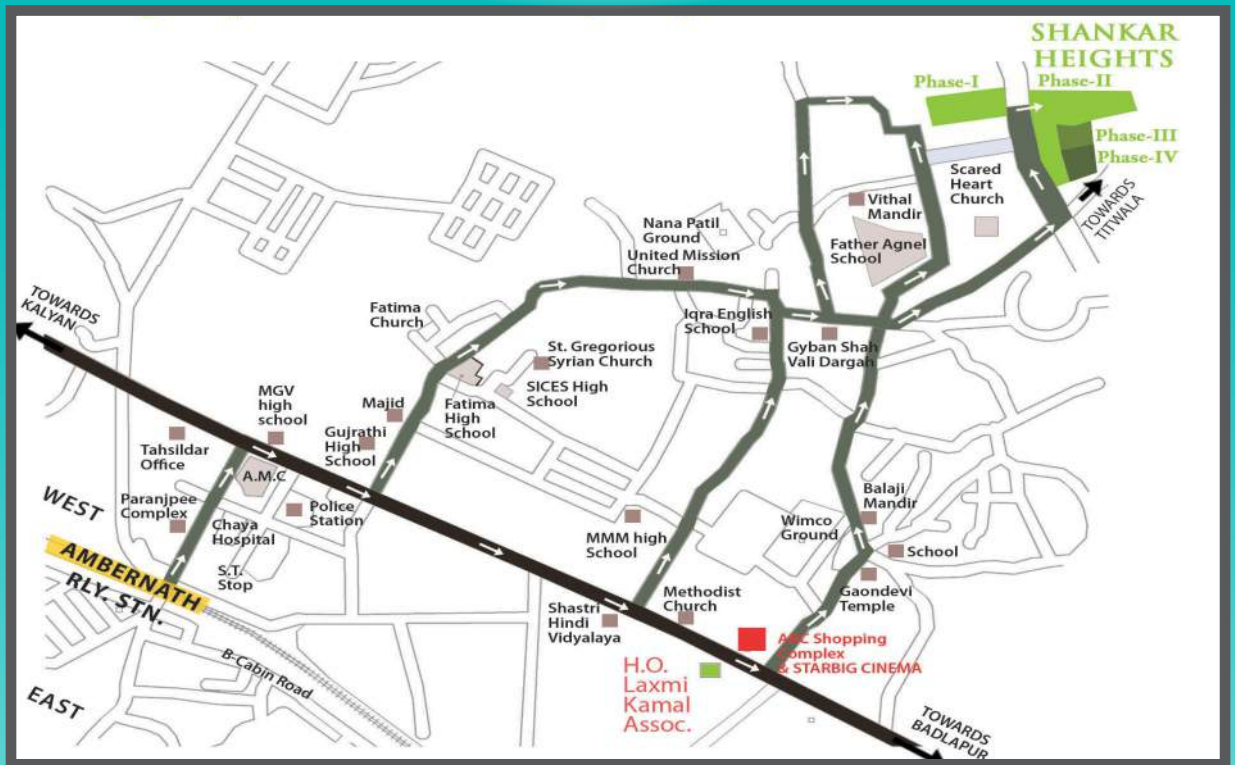 SHANKAR
HEIGHTS
Phase-I
Phase-II
Phase-III
Phase-IV
TOWARDS
TITWALA
Scared
Heart
Church
Vithal
Mandir
Father Agnel
School
Nana Patil
Ground
United Mission
Church
Iqra English
School
Gyban Shah
Vali Dargah
TOWARDS
KALYAN
Fatima
Church
St. Gregorious
Syrian Church
SICES High
School
MGV
high
school
Majid
Fatima
High
School
Gujrathi
High
School
Tahsildar
Office
A.M.C
Paranjpee
Complex
Police
Station
Chaya
Hospital
S.T.
Stop
WEST
AMBERNATH
RLY. STN.
EAST
B-Cabin Road
MMM high
School
Wimco
Ground
Balaji
Mandir
School
Gaondevi
Temple
Methodist
Church
Shastri
Hindi
Vidyalaya
Shopping
Complex
& STARBIG CINEMA
H.O.
Laxmi
Kamal
Assoc.
TOWARDS
BADLAPUR